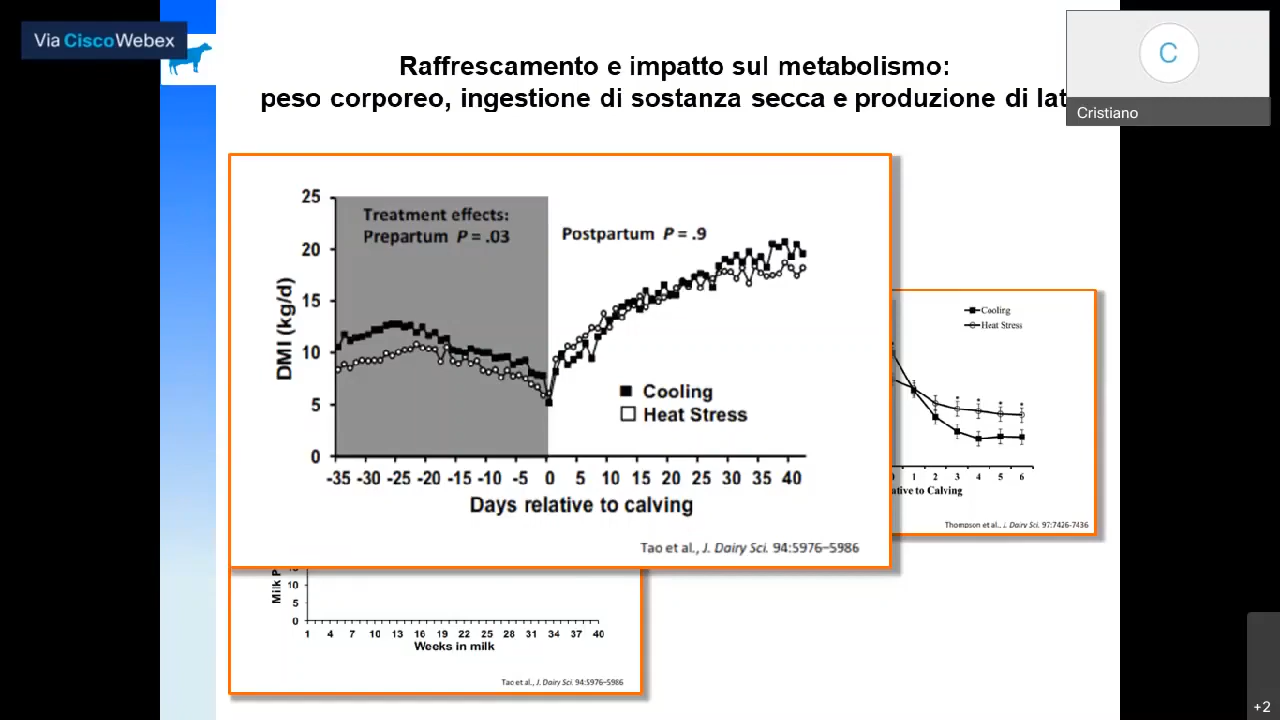 Via CiscoWebex
Raffrescamento e impatto sul metabolismo:
peso corporeo, ingestione di sostanza secca e produzione di lat
C
Cristiano
25
20
15
10
5
0
DMI (kg/d)
Treatment effects:
Prepartum P = .03
Postpartum P = .9
Cooling
Heat Stress
-35 -30 -25 -20 -15 -10 -5 0 5 10 15 20 25 30 35 40
Days relative to calving
Tao et al., J. Dairy Sci. 94:5976–5986
Cooling
Heat Stress
* * * *
1 2 3 4 5 6
ative to Calving
Thompson et al., J. Dairy Sci. 97:7426-7436
Milk P
10
5
0
1 4 7 10 13 16 19 22 25 28 31 34 37 40
Weeks in milk
Tao et al., J. Dairy Sci. 94:5976–5986
+2